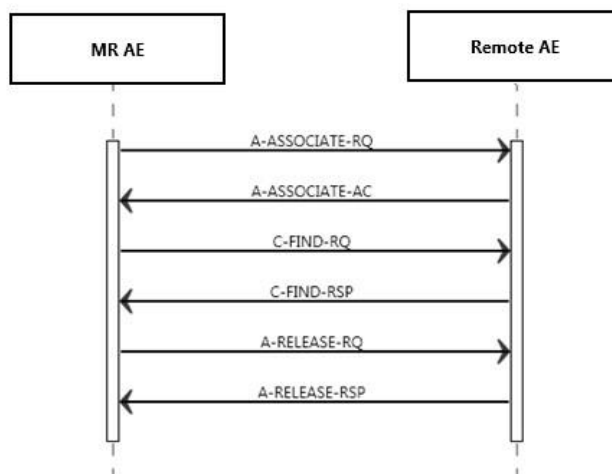 MR AE
Remote AE
A-ASSOCIATE-RQ
A-ASSOCIATE-AC
C-FIND-RQ
C-FIND-RSP
A-RELEASE-RQ
A-RELEASE-RSP